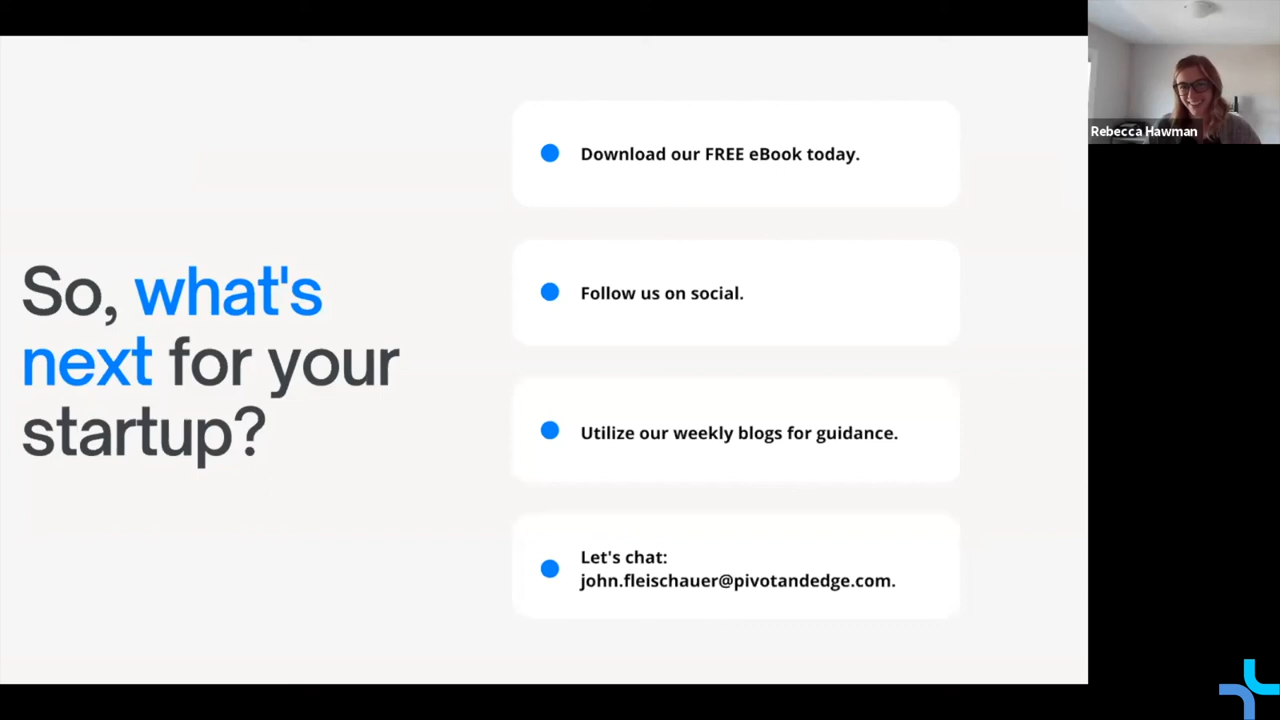 So, what's
next for your
startup?
Download our FREE eBook today.
Follow us on social.
Utilize our weekly blogs for guidance.
Let's chat:
john.fleischauer@pivotandedge.com.
Rebecca Hawman